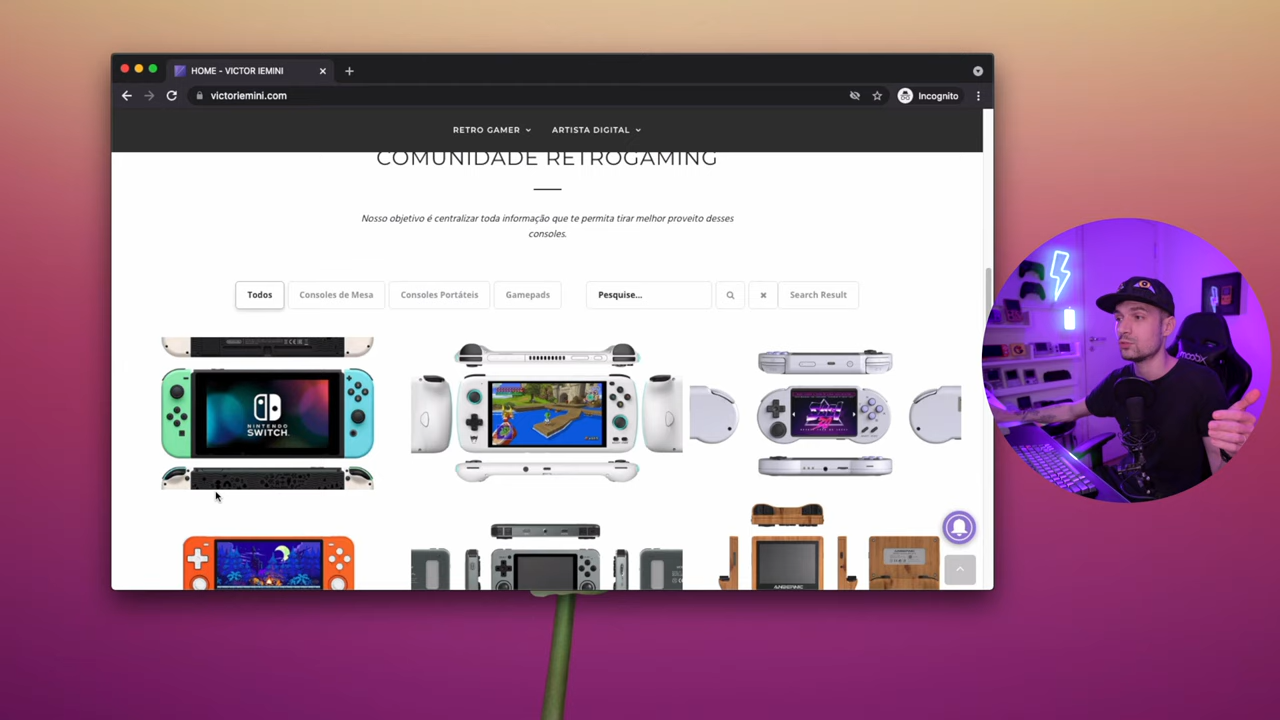 HOME - VICTOR IEMINI
victoriemini.com
Incognito
RETRO GAMER
ARTISTA DIGITAL
COMUNIDADE RETROGAMING
Nosso objetivo é centralizar toda informação que te permita tirar melhor proveito desses
consoles.
Todos
Consoles de Mesa
Consoles Portáteis
Gamepads
Pesquise...
Search Result
NINTENDO
SWITCH
ANBERNIC